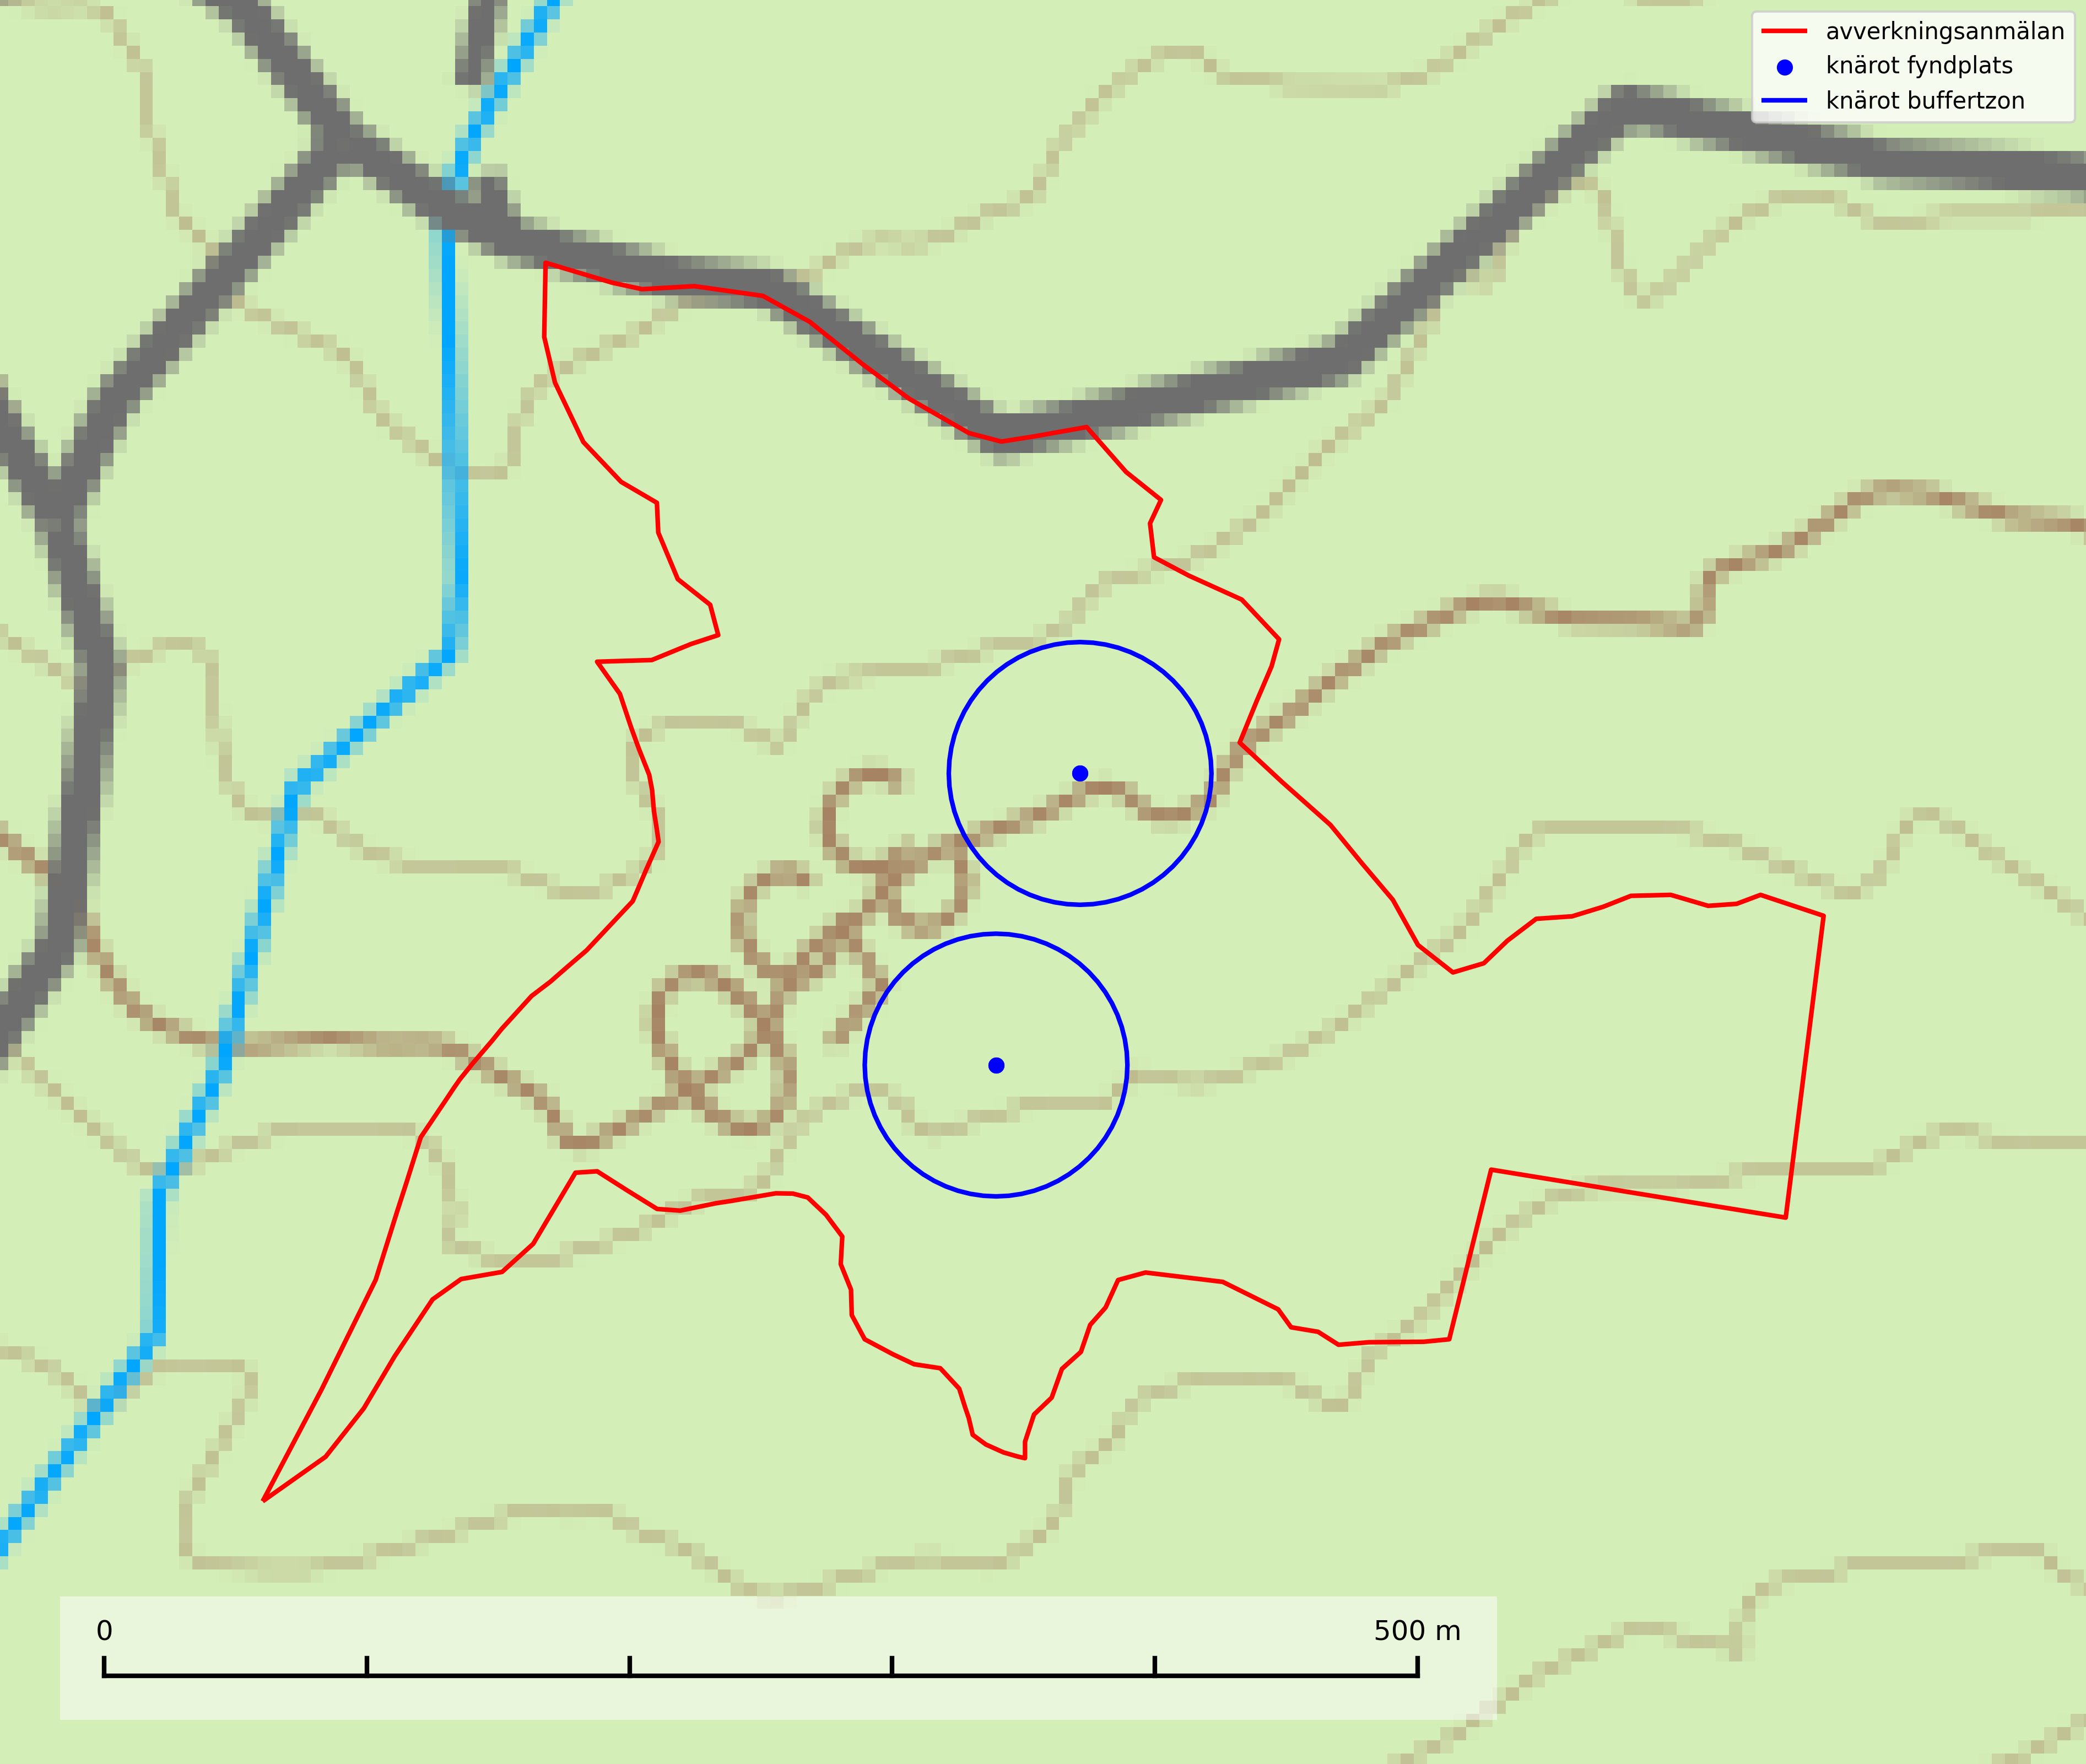 avverkningsanmälan
knärot fyndplats
knärot buffertzon
0 500 m